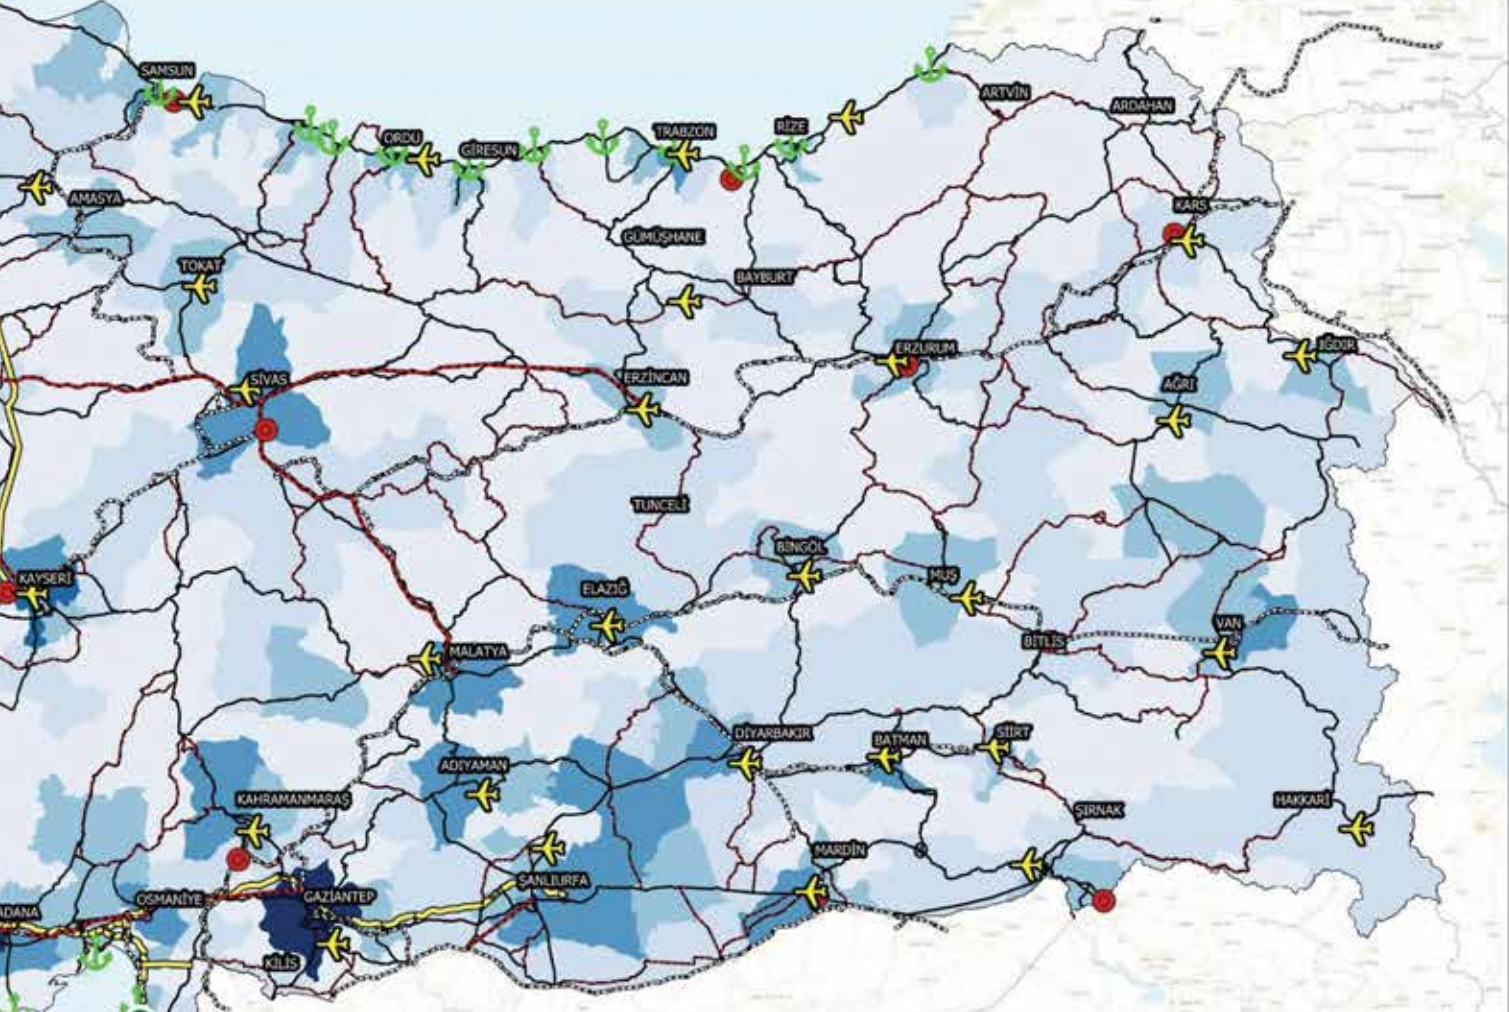 SAMSUN
ARTVİN
ARDAHAN
ORDU
GİRESUN
TRABZON
RİZE
AMASYA
KARS
GÜMÜŞHANE
TOKAT
BAYBURT
ERZURUM
IĞDIR
SİVAS
ERZİNCAN
AĞRI
TUNCELİ
BİNGÖL
KAYSERİ
ELAZIĞ
MUŞ
VAN
BİTLİS
MALATYA
DİYARBAKIR
BATMAN
SİİRT
ADIYAMAN
KAHRAMANMARAŞ
ŞIRNAK
HAKKARİ
MARDİN
ŞANLIURFA
OSMANİYE
GAZİANTEP
ADANA
KİLİS